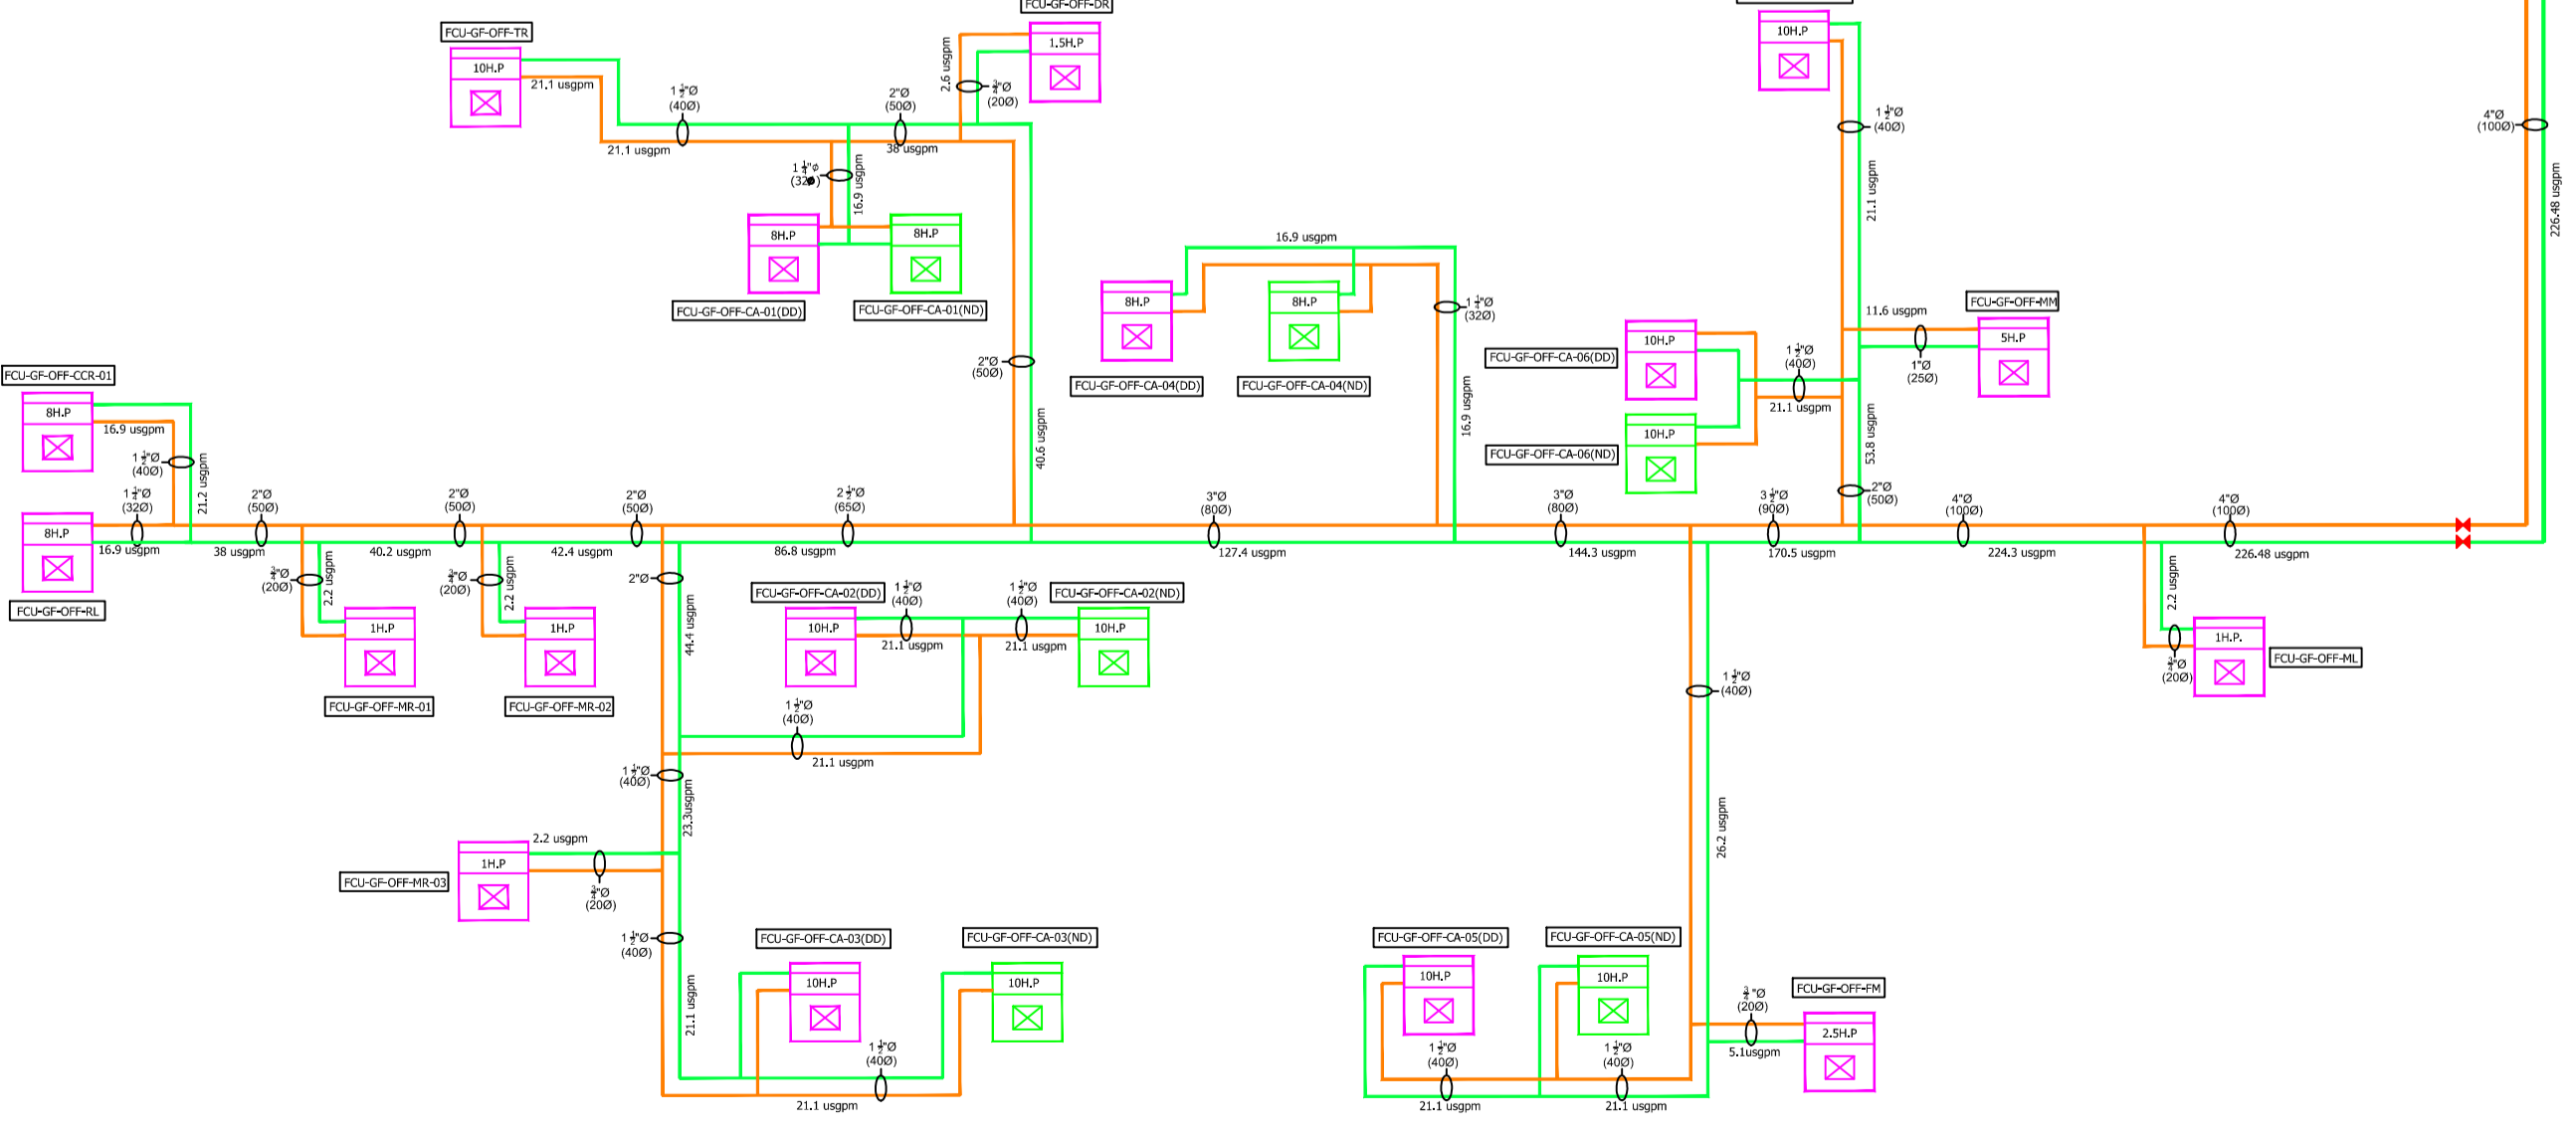 FCU-GF-OFF-DR
FCU-GF-OFF-TR
10H.P
21.1 usgpm
1 1/2"Ø
(40Ø)
21.1 usgpm
2"Ø
(50Ø)
38 usgpm
2.6 usgpm
3/4"Ø
(20Ø)
1.5H.P
1 1/4"ø
(32ø)
16.9 usgpm
8H.P
8H.P
FCU-GF-OFF-CA-01(DD)
FCU-GF-OFF-CA-01(ND)
2"Ø
(50Ø)
40.6 usgpm
16.9 usgpm
8H.P
8H.P
FCU-GF-OFF-CA-04(DD)
FCU-GF-OFF-CA-04(ND)
1 1/4"Ø
(32Ø)
16.9 usgpm
10H.P
1 1/2"Ø
(40Ø)
21.1 usgpm
11.6 usgpm
FCU-GF-OFF-MM
5H.P
1"Ø
(25Ø)
FCU-GF-OFF-CA-06(DD)
10H.P
1 1/2"Ø
(40Ø)
21.1 usgpm
FCU-GF-OFF-CA-06(ND)
10H.P
53.8 usgpm
2"Ø
(50Ø)
4"Ø
(100Ø)
226.48 usgpm
FCU-GF-OFF-CCR-01
8H.P
16.9 usgpm
1 1/2"Ø
(40Ø)
21.2 usgpm
1 1/4"Ø
(32Ø)
2"Ø
(50Ø)
2"Ø
(50Ø)
2"Ø
(50Ø)
2 1/2"Ø
(65Ø)
3"Ø
(80Ø)
3"Ø
(80Ø)
3 1/2"Ø
(90Ø)
4"Ø
(100Ø)
4"Ø
(100Ø)
8H.P
16.9 usgpm
38 usgpm
40.2 usgpm
42.4 usgpm
86.8 usgpm
127.4 usgpm
144.3 usgpm
170.5 usgpm
224.3 usgpm
226.48 usgpm
FCU-GF-OFF-RL
3/4"Ø
(20Ø)
2.2 usgpm
1H.P
FCU-GF-OFF-MR-01
3/4"Ø
(20Ø)
2.2 usgpm
1H.P
FCU-GF-OFF-MR-02
2"Ø
44.4 usgpm
FCU-GF-OFF-CA-02(DD)
1 1/2"Ø
(40Ø)
1 1/2"Ø
(40Ø)
FCU-GF-OFF-CA-02(ND)
10H.P
21.1 usgpm
21.1 usgpm
10H.P
1 1/2"Ø
(40Ø)
21.1 usgpm
1 1/2"Ø
(40Ø)
23.3usgpm
2.2 usgpm
1H.P
FCU-GF-OFF-MR-03
3/4"Ø
(20Ø)
1 1/2"Ø
(40Ø)
21.1 usgpm
FCU-GF-OFF-CA-03(DD)
FCU-GF-OFF-CA-03(ND)
10H.P
10H.P
1 1/2"Ø
(40Ø)
21.1 usgpm
1 1/2"Ø
(40Ø)
26.2 usgpm
FCU-GF-OFF-CA-05(DD)
FCU-GF-OFF-CA-05(ND)
10H.P
10H.P
1 1/2"Ø
(40Ø)
1 1/2"Ø
(40Ø)
21.1 usgpm
21.1 usgpm
3/4"Ø
(20Ø)
5.1usgpm
FCU-GF-OFF-FM
2.5H.P
2.2 usgpm
3/4"Ø
(20Ø)
1H.P.
FCU-GF-OFF-ML